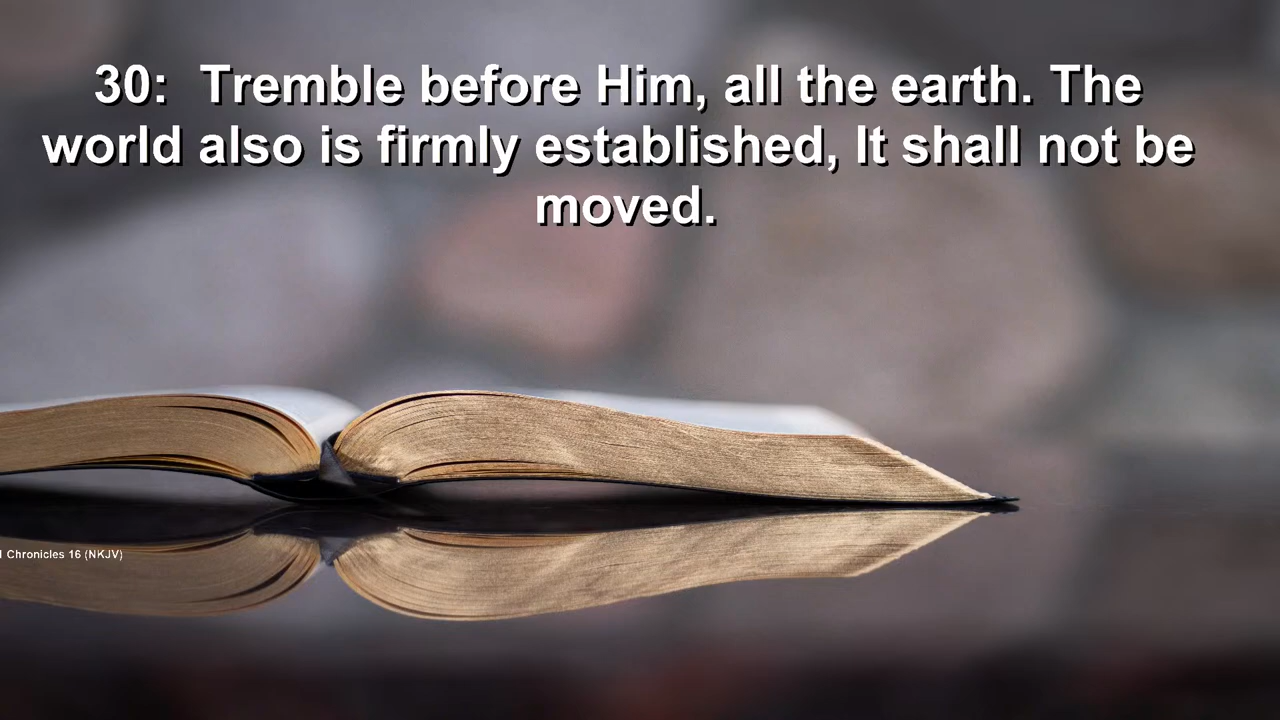 30:  Tremble before Him, all the earth. The
world also is firmly established, It shall not be
moved.
I Chronicles 16 (NKJV)